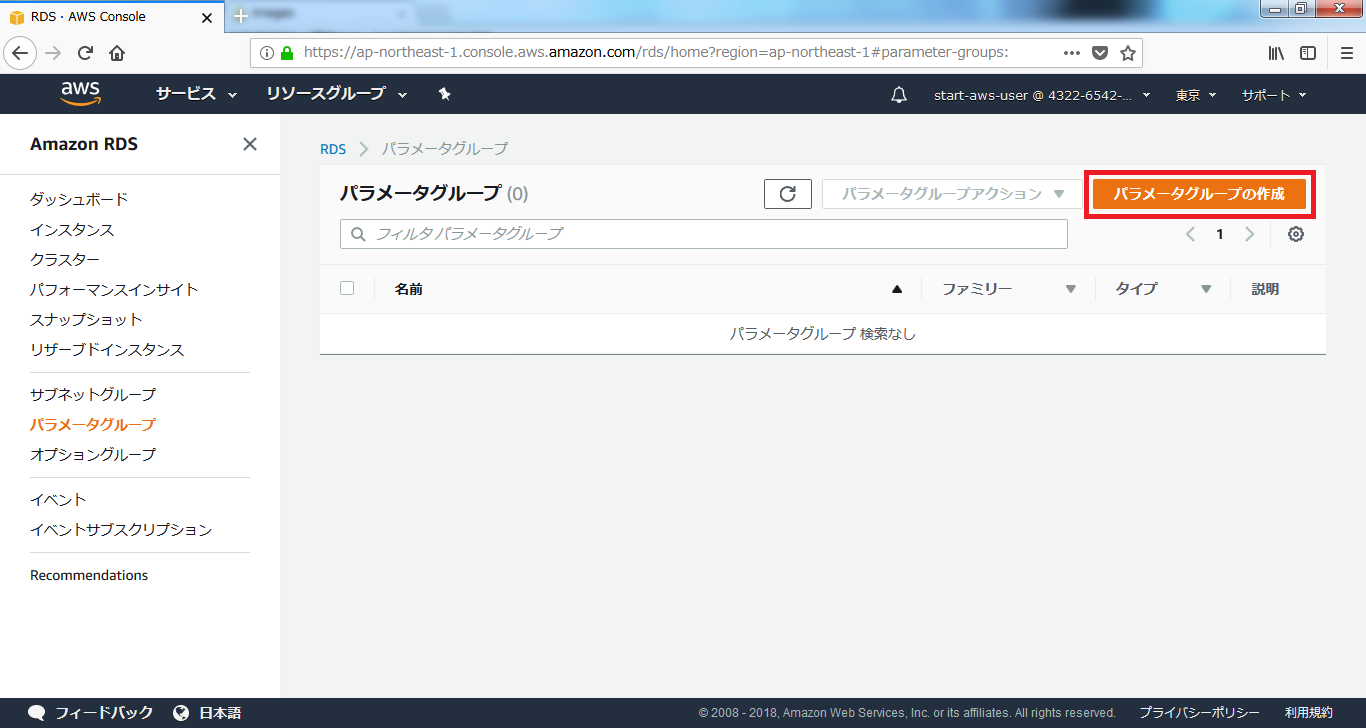 RDS · AWS Console
https://ap-northeast-1.console.aws.amazon.com/rds/home?region=ap-northeast-1#parameter-groups:
aws サービス リソースグループ start-aws-user @ 4322-6542-... 東京 サポート
Amazon RDS
ダッシュボード
インスタンス
クラスター
パフォーマンスインサイト
スナップショット
リザーブドインスタンス
サブネットグループ
パラメータグループ
オプショングループ
イベント
イベントサブスクリプション
Recommendations
RDS > パラメータグループ
パラメータグループ (0) パラメータグループアクション パラメータグループの作成
フィルタ パラメータグループ 1
名前 ファミリー タイプ 説明
パラメータグループ 検索なし
フィードバック 日本語 © 2008 - 2018, Amazon Web Services, Inc. or its affiliates. All rights reserved. プライバシーポリシー 利用規約